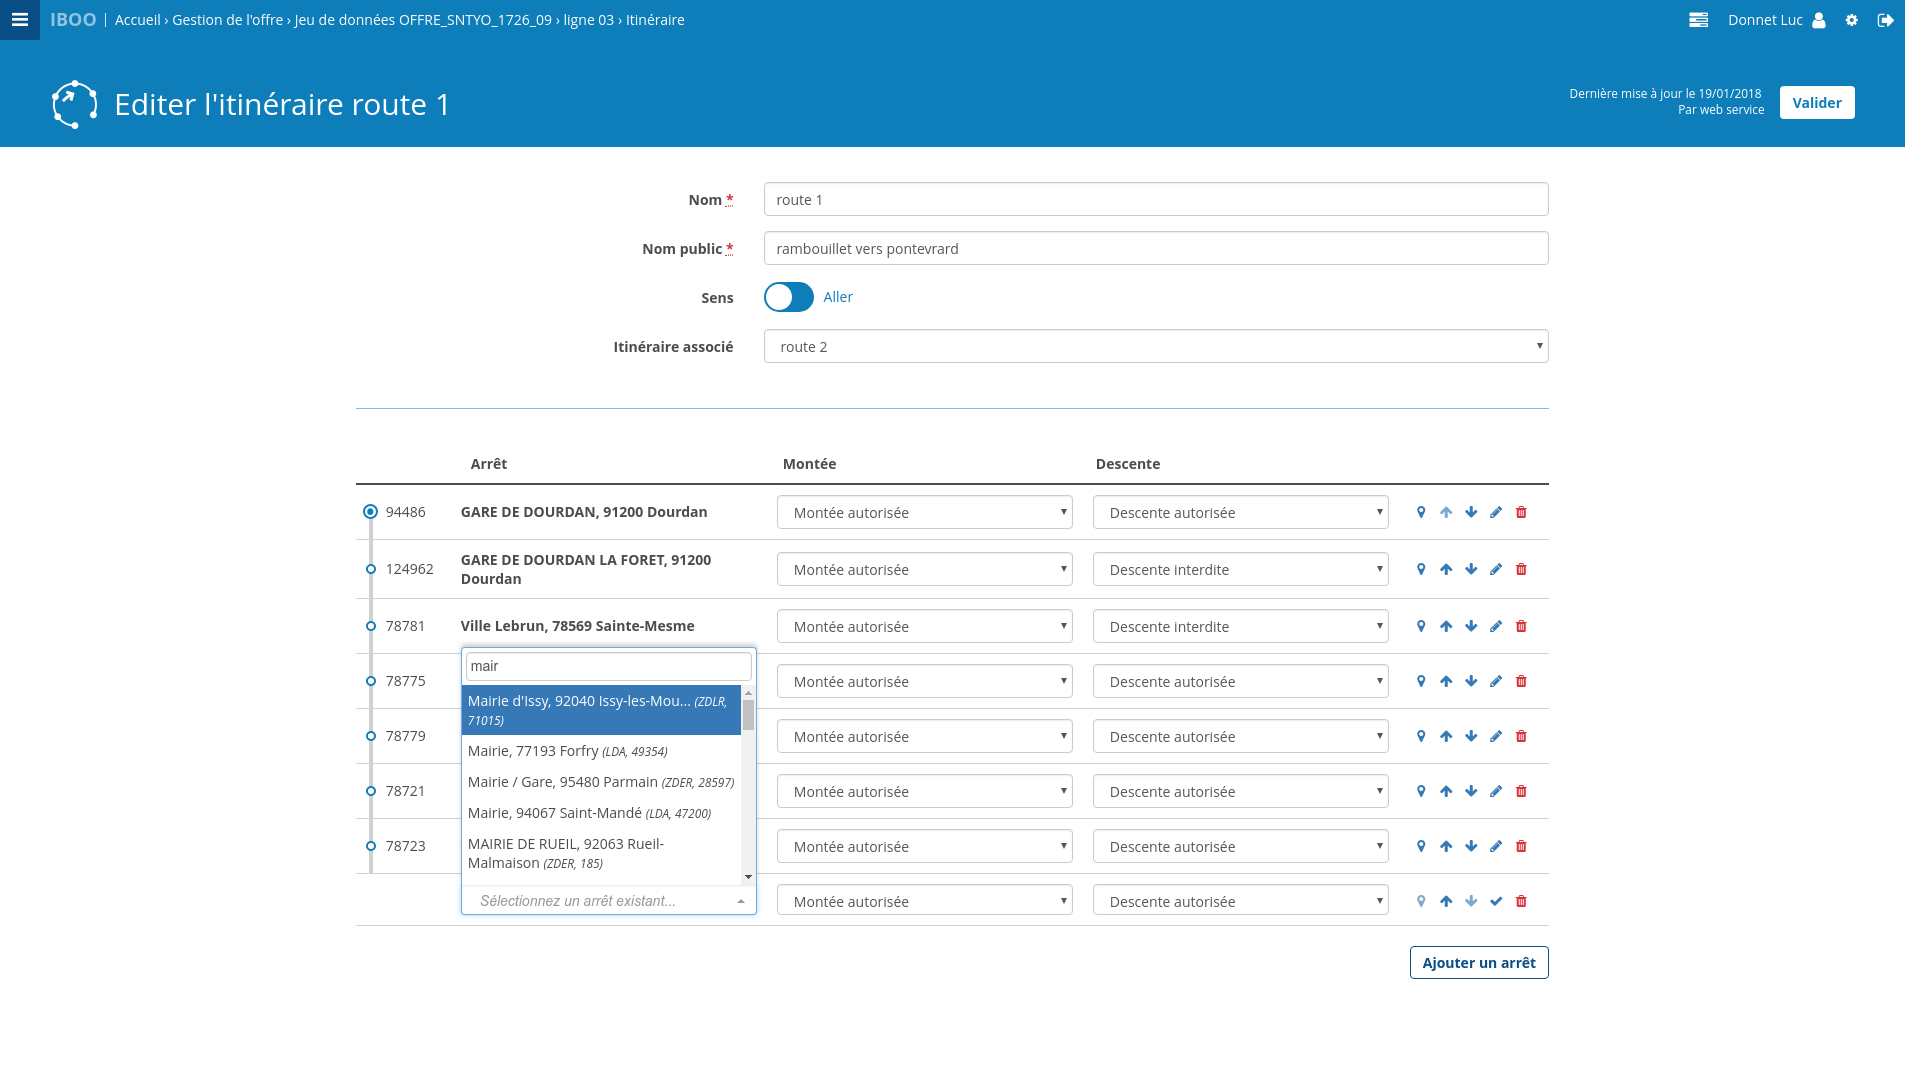 IBOO | Accueil › Gestion de l'offre › Jeu de données OFFRE_SNTYO_1726_09 › ligne 03 › Itinéraire
Donnet Luc
Editer l'itinéraire route 1
Dernière mise à jour le 19/01/2018
Par web service
Valider
Nom *
route 1
Nom public *
rambouillet vers pontevrard
Sens
Aller
Itinéraire associé
route 2
Arrêt Montée Descente
94486 GARE DE DOURDAN, 91200 Dourdan Montée autorisée Descente autorisée
124962 GARE DE DOURDAN LA FORET, 91200
Dourdan Montée autorisée Descente interdite
78781 Ville Lebrun, 78569 Sainte-Mesme Montée autorisée Descente interdite
mair
78775 Montée autorisée Descente autorisée
Mairie d'Issy, 92040 Issy-les-Mou... (ZDLR,
71015)
78779 Montée autorisée Descente autorisée
Mairie, 77193 Forfry (LDA, 49354)
Mairie / Gare, 95480 Parmain (ZDER, 28597)
78721 Montée autorisée Descente autorisée
Mairie, 94067 Saint-Mandé (LDA, 47200)
78723 Montée autorisée Descente autorisée
MAIRIE DE RUEIL, 92063 Rueil-
Malmaison (ZDER, 185)
Sélectionnez un arrêt existant... Montée autorisée Descente autorisée
Ajouter un arrêt